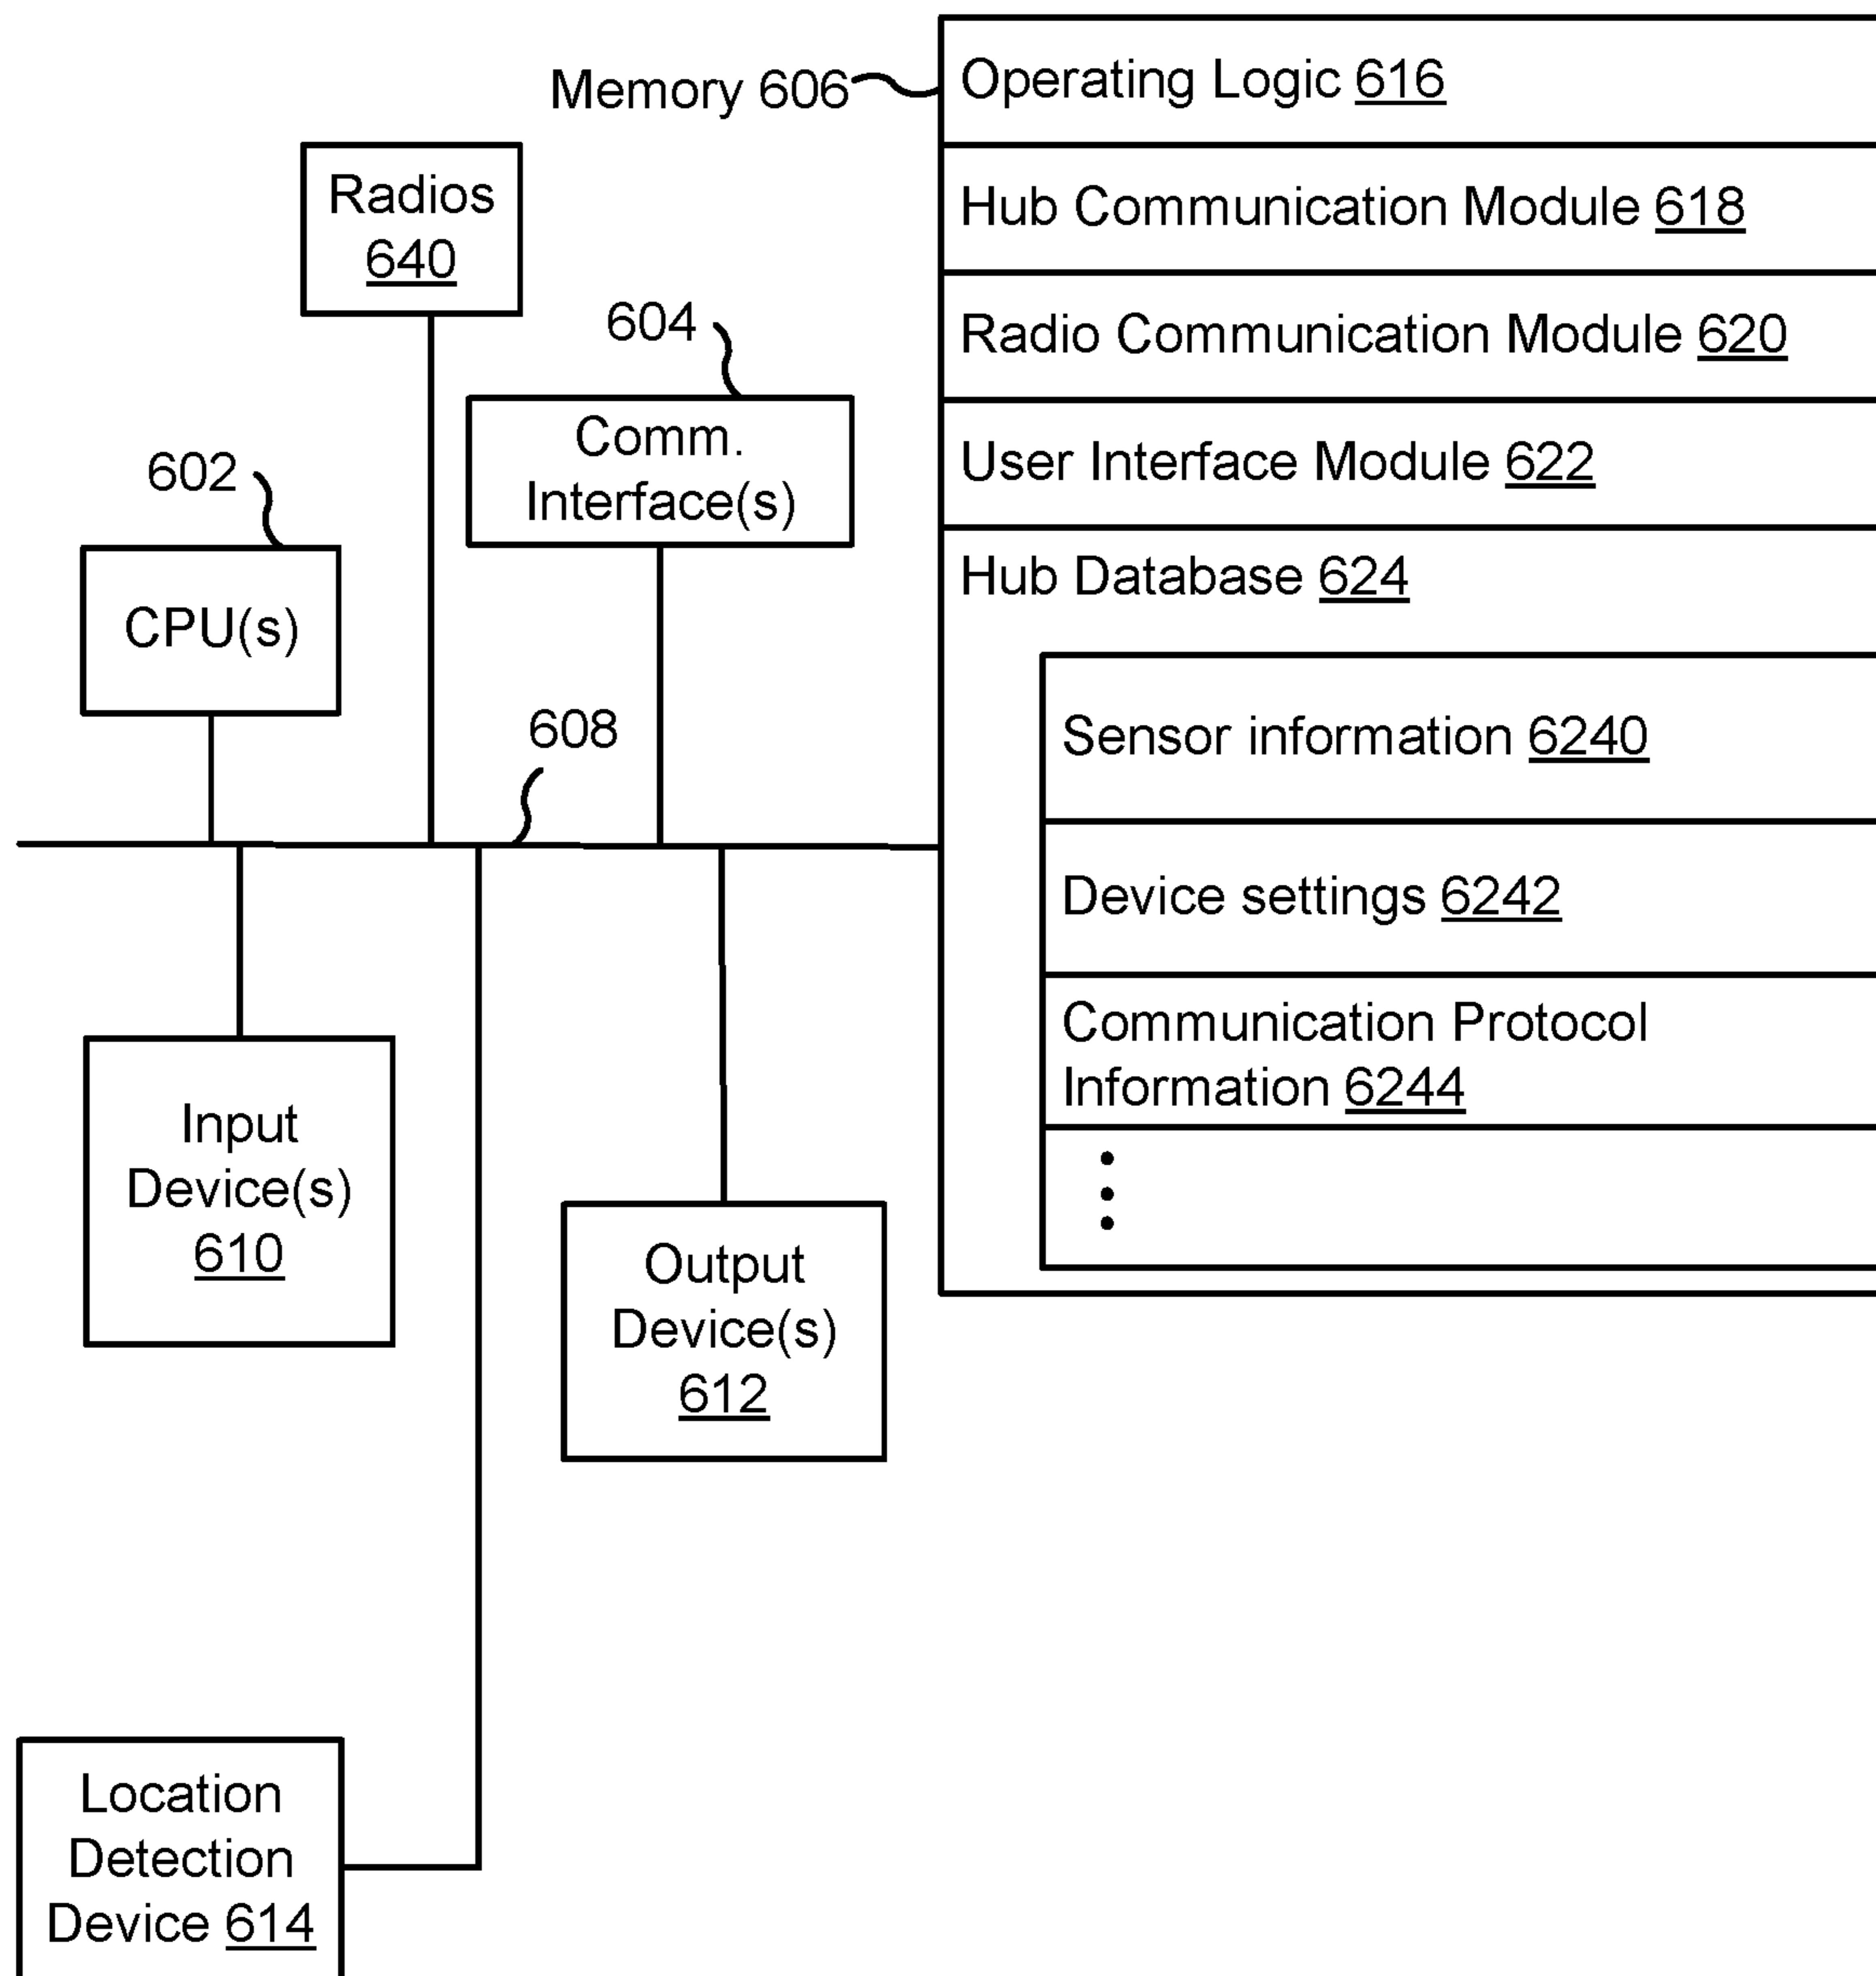 Memory 606
Operating Logic 616
Hub Communication Module 618
Radio Communication Module 620
User Interface Module 622
Hub Database 624
Sensor information 6240
Device settings 6242
Communication Protocol
Information 6244
Radios
640
604
Comm.
Interface(s)
602
CPU(s)
608
Input
Device(s)
610
Output
Device(s)
612
Location
Detection
Device 614